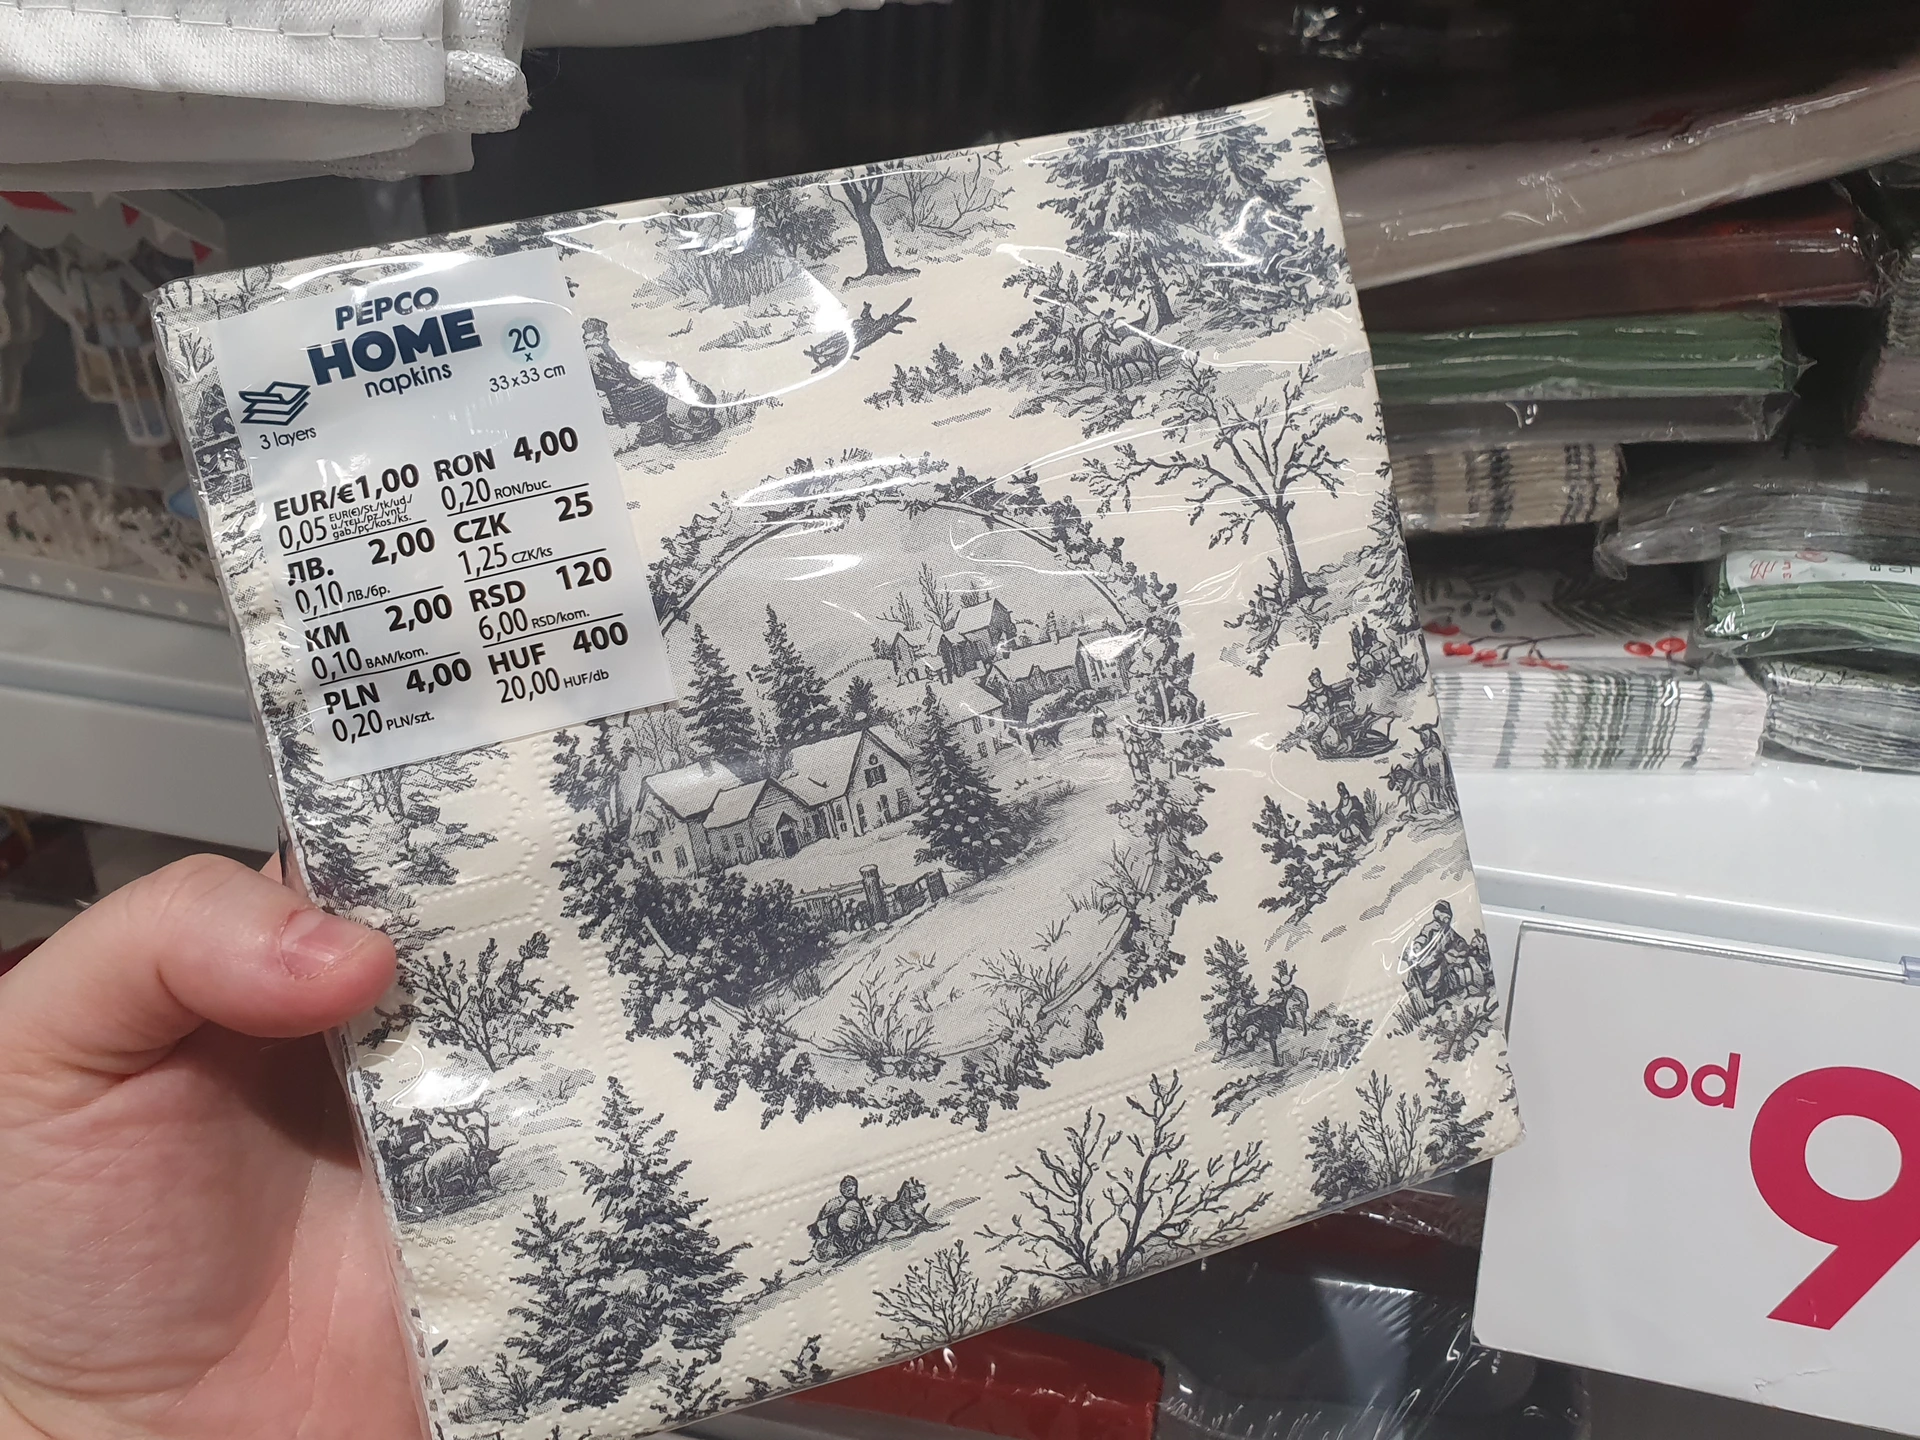 PEPCO
HOME
napkins
20
x
33x33 cm
3 layers
EUR/€1,00
0,05 EUR(€)/St./tk/ud./
u./τεμ./pz./vnt./
gab./pç./kos./ks.
RON 4,00
0,20 RON/buc.
ЛВ. 2,00
0,10 ЛВ./бр.
CZK 25
1,25 CZK/ks
KM 2,00
0,10 BAM/kom.
RSD 120
6,00 RSD/kom.
PLN 4,00
0,20 PLN/szt.
HUF 400
20,00 HUF/db
od 9